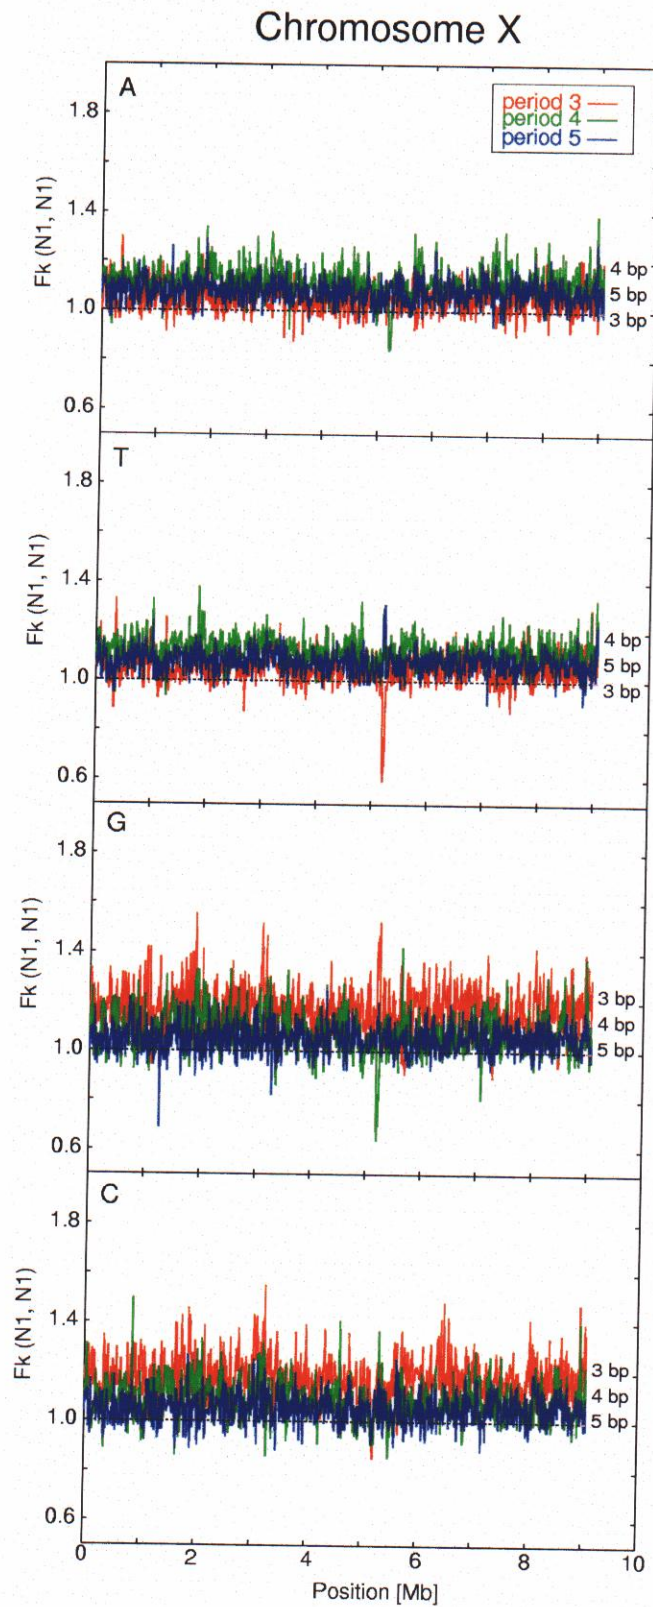 Chromosome X
A
period 3
period 4
period 5
1.8
1.4
1.0
0.6
Fk (N1, N1)
4 bp
5 bp
3 bp
T
1.8
1.4
1.0
0.6
Fk (N1, N1)
4 bp
5 bp
3 bp
G
1.8
1.4
1.0
0.6
Fk (N1, N1)
3 bp
4 bp
5 bp
C
1.8
1.4
1.0
0.6
Fk (N1, N1)
3 bp
4 bp
5 bp
0 2 4 6 8 10
Position [Mb]